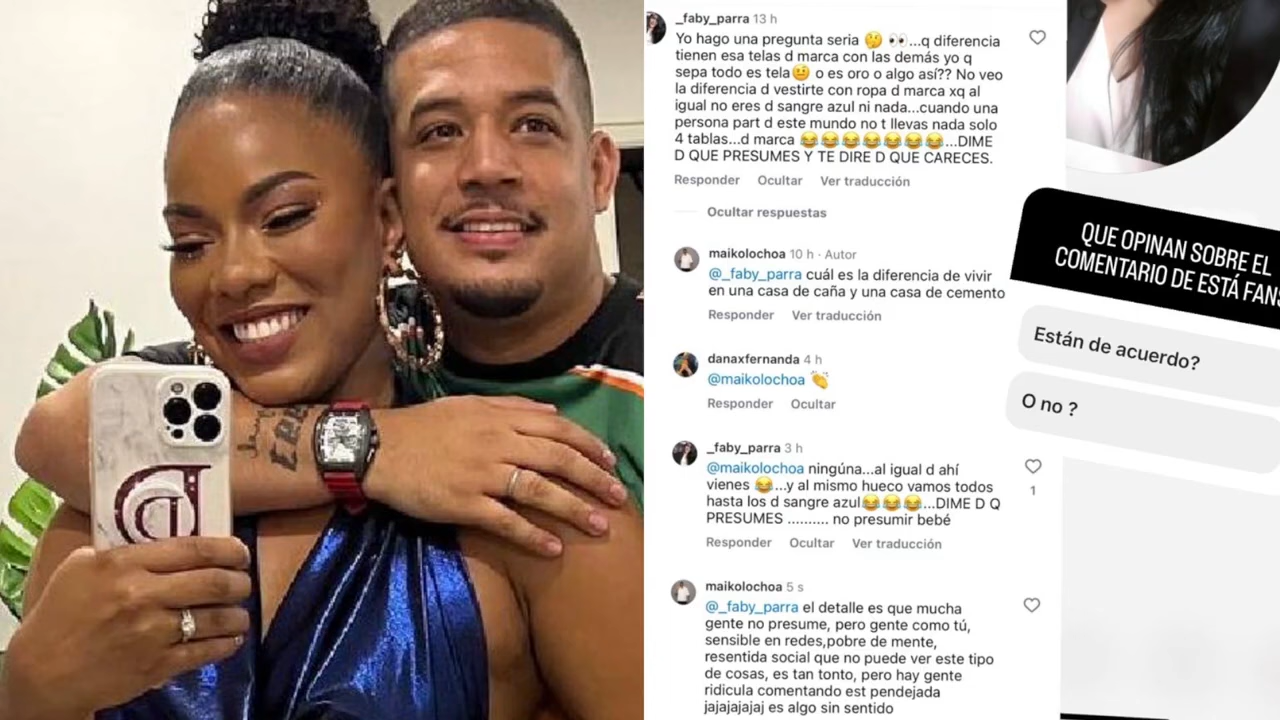 _faby_parra 13 h
Yo hago una pregunta seria 🤔 👀...q diferencia
tienen esa telas d marca con las demás yo q
sepa todo es tela🤨 o es oro o algo así?? No veo
la diferencia d vestirte con ropa d marca xq al
igual no eres d sangre azul ni nada...cuando una
persona part d este mundo no t llevas nada solo
4 tablas...d marca 😂😂😂😂😂😂😂...DIME
D QUE PRESUMES Y TE DIRE D QUE CARECES.
Responder Ocultar Ver traducción
Ocultar respuestas
maikolochoa 10 h · Autor
@_faby_parra cuál es la diferencia de vivir
en una casa de caña y una casa de cemento
Responder Ver traducción
danaxfernanda 4 h
@maikolochoa 👏
Responder Ocultar
_faby_parra 3 h
@maikolochoa ningúna...al igual d ahí
vienes 😂...y al mismo hueco vamos todos
hasta los d sangre azul😂😂😂...DIME D Q
PRESUMES .......... no presumir bebé
1
Responder Ocultar Ver traducción
maikolochoa 5 s
@_faby_parra el detalle es que mucha
gente no presume, pero gente como tú,
sensible en redes,pobre de mente,
resentida social que no puede ver este tipo
de cosas, es tan tonto, pero hay gente
ridicula comentando est pendejada
jajajajajaj es algo sin sentido
QUE OPINAN SOBRE EL
COMENTARIO DE ESTÁ FANS
Están de acuerdo?
O no ?